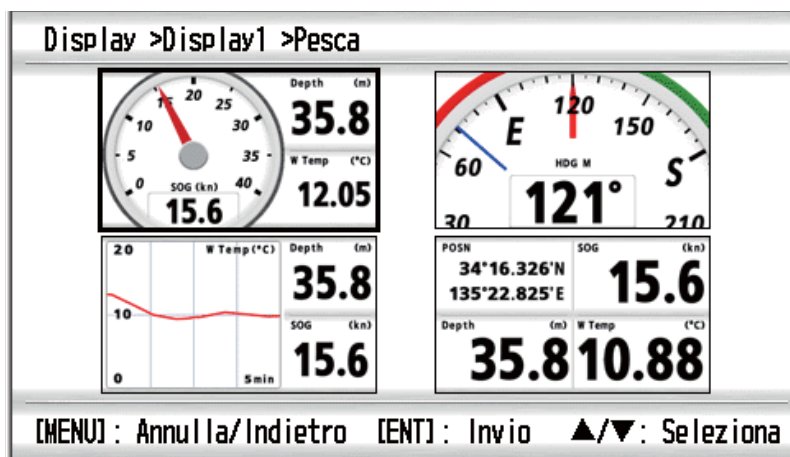 Display >Display1 >Pesca
15 20 25
10 30
5 35
0 SOG (kn) 40
15.6
Depth (m)
35.8
W Temp (°C)
12.05
120
E 150
60 HDG M S
121°
30 210
20 W Temp(°C)
10
0 5min
Depth (m)
35.8
SOG (kn)
15.6
POSN
34°16.326'N
135°22.825'E
SOG (kn)
15.6
Depth (m)
35.8
W Temp (°C)
10.88
[MENU]: Annulla/Indietro [ENT]: Invio ▲/▼: Seleziona